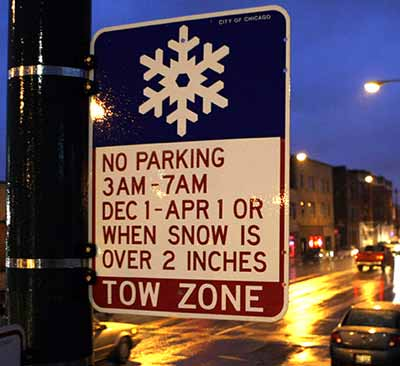 CITY OF CHICAGO
NO PARKING
3AM-7AM
DEC 1-APR 1 OR
WHEN SNOW IS
OVER 2 INCHES
TOW ZONE